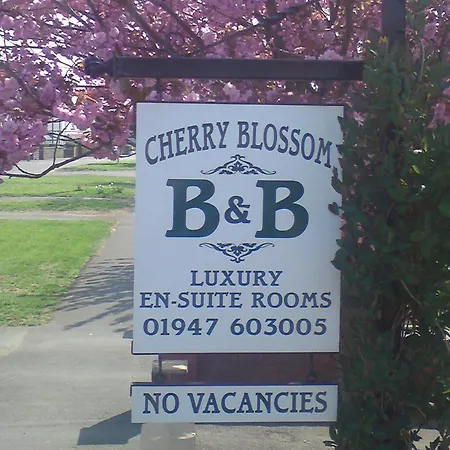 CHERRY BLOSSOM
B&B
LUXURY
EN-SUITE ROOMS
01947 603005
NO VACANCIES